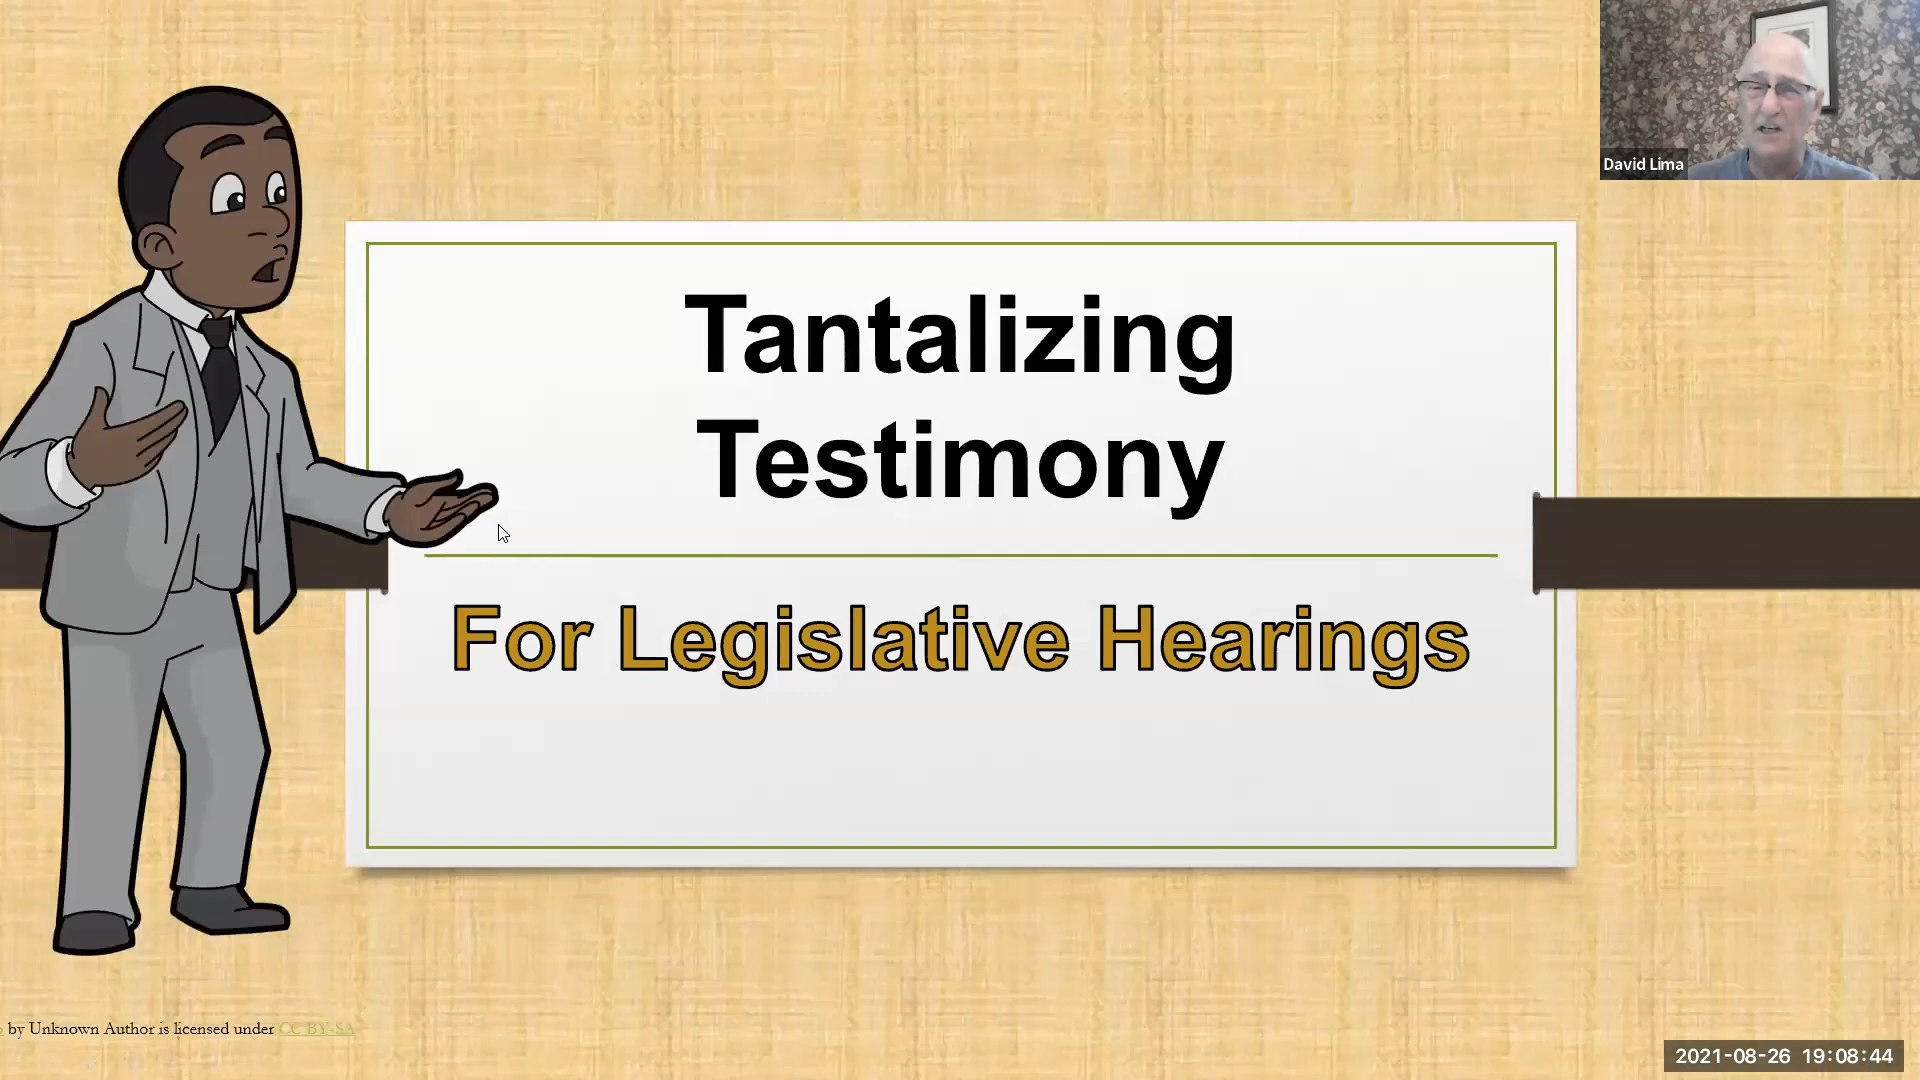 David Lima
Tantalizing
Testimony
For Legislative Hearings
by Unknown Author is licensed under CC BY-SA
2021-08-26 19:08:44